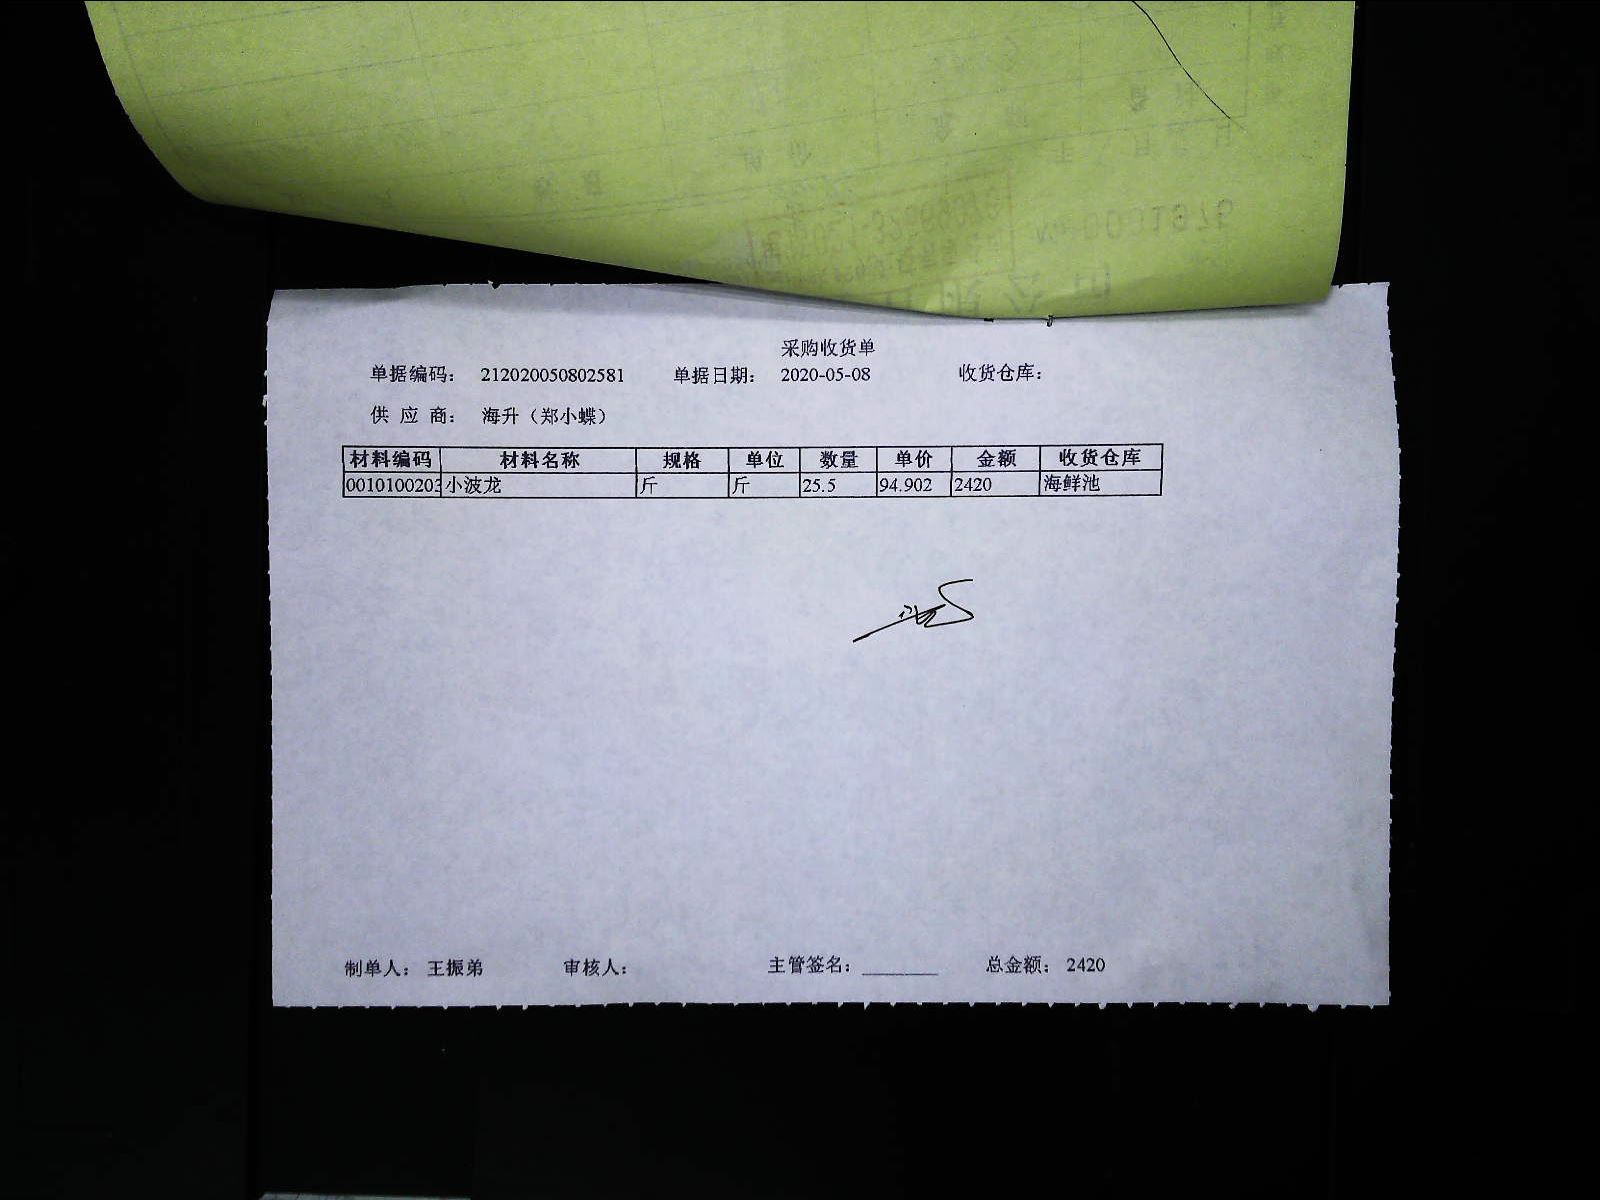 采购收货单
单据编码： 212020050802581 单据日期： 2020-05-08 收货仓库：
供 应 商： 海升（郑小蝶）
材料编码 材料名称 规格 单位 数量 单价 金额 收货仓库
0010100203 小波龙 斤 斤 25.5 94.902 2420 海鲜池
制单人： 王振弟 审核人： 主管签名： 总金额： 2420